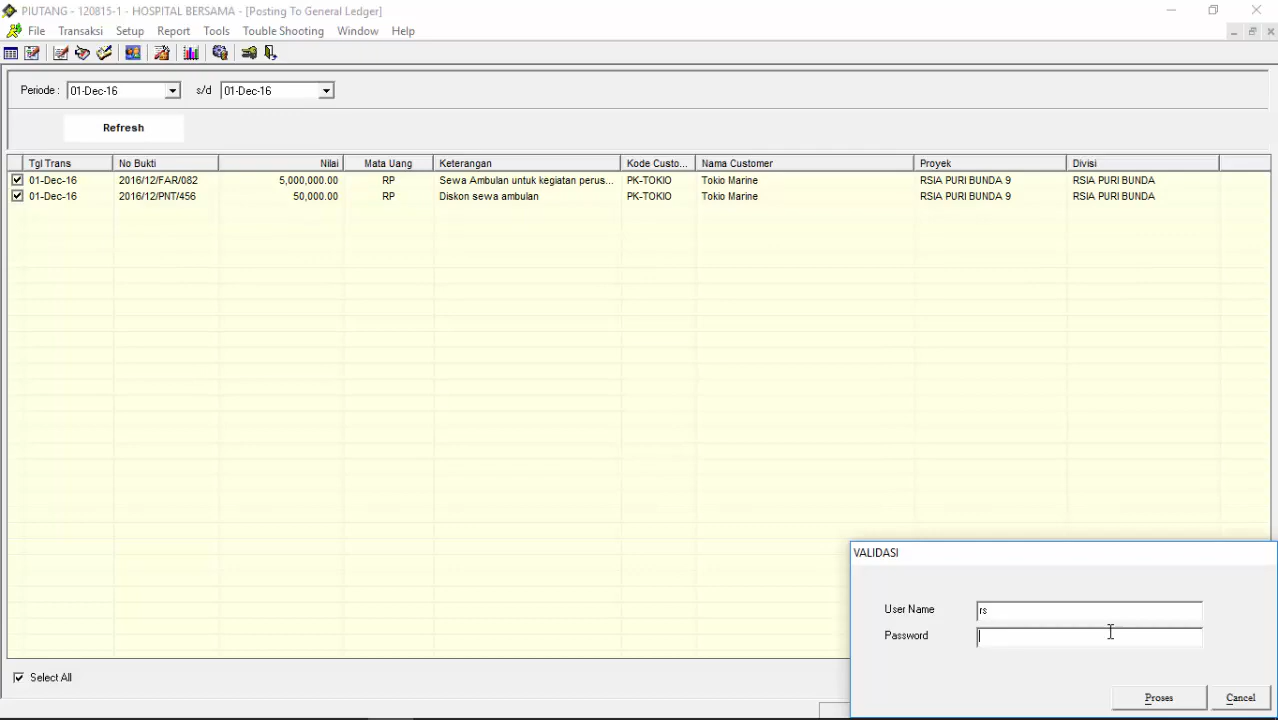 PIUTANG - 120815-1 - HOSPITAL BERSAMA - [Posting To General Ledger]
File Transaksi Setup Report Tools Touble Shooting Window Help
Periode : 01-Dec-16 s/d 01-Dec-16
Refresh
Tgl Trans No Bukti Nilai Mata Uang Keterangan Kode Custo... Nama Customer Proyek Divisi
01-Dec-16 2016/12/FAR/082 5,000,000.00 RP Sewa Ambulan untuk kegiatan perus... PK-TOKIO Tokio Marine RSIA PURI BUNDA 9 RSIA PURI BUNDA
01-Dec-16 2016/12/PNT/456 50,000.00 RP Diskon sewa ambulan PK-TOKIO Tokio Marine RSIA PURI BUNDA 9 RSIA PURI BUNDA
VALIDASI
User Name rs
Password
Select All
Proses Cancel